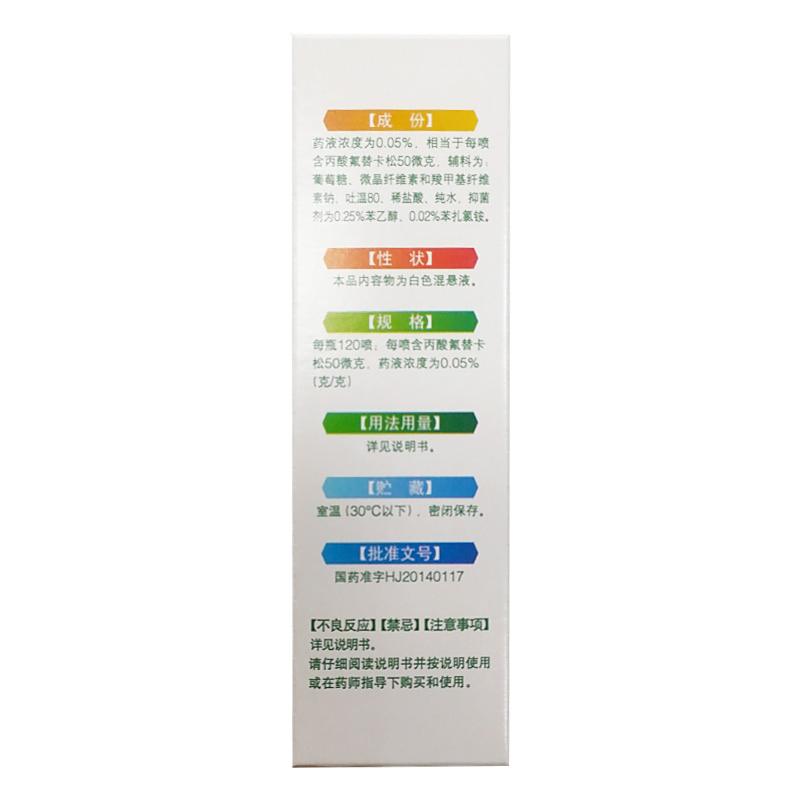 【成 份】
药液浓度为0.05%，相当于每喷
含丙酸氟替卡松50微克，辅料为：
葡萄糖、微晶纤维素和羧甲基纤维
素钠、吐温80、稀盐酸、纯水、抑菌
剂为0.25%苯乙醇、0.02%苯扎氯铵。
【性 状】
本品内容物为白色混悬液。
【规 格】
每瓶120喷；每喷含丙酸氟替卡
松50微克，药液浓度为0.05%
(克/克)
【用法用量】
详见说明书。
【贮 藏】
室温（30°C以下），密闭保存。
【批准文号】
国药准字HJ20140117
【不良反应】【禁忌】【注意事项】
详见说明书。
请仔细阅读说明书并按说明使用
或在药师指导下购买和使用。